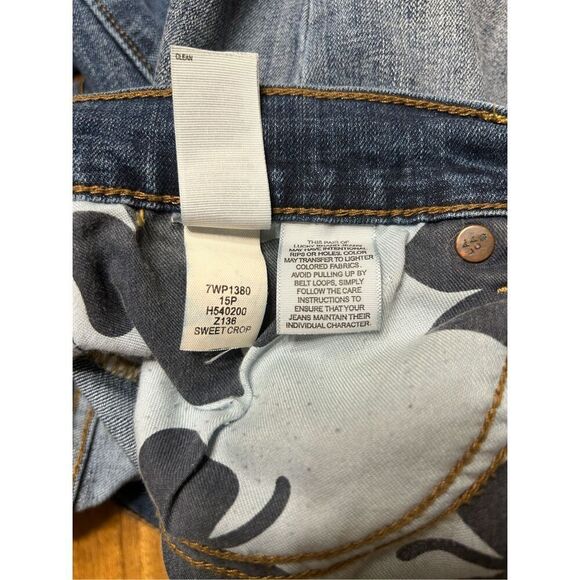 CLEAN
7WP1380
15P
H540200
Z136
SWEET CROP
THIS PAIR OF
LUCKY BRAND JEANS
MAY HAVE INTENTIONAL
RIPS OR HOLES, COLOR
MAY TRANSFER TO LIGHTER
COLORED FABRICS.
AVOID PULLING UP BY
BELT LOOPS, SIMPLY
FOLLOW THE CARE
INSTRUCTIONS TO
ENSURE THAT YOUR
JEANS MAINTAIN THEIR
INDIVIDUAL CHARACTER.